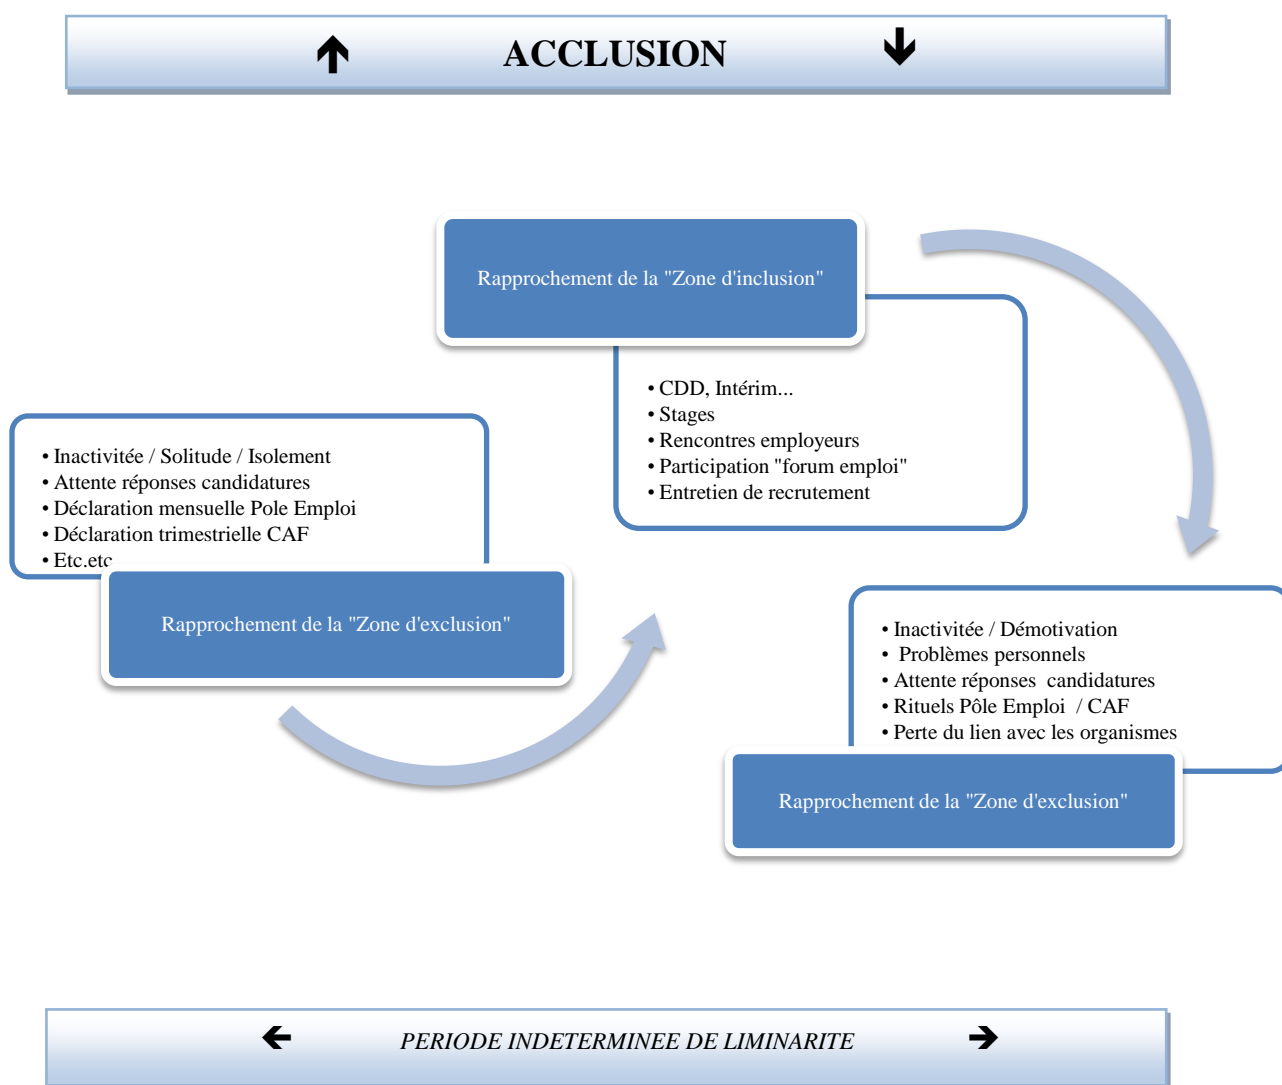 ACCLUSION
Rapprochement de la "Zone d'inclusion"
• CDD, Intérim...
• Stages
• Rencontres employeurs
• Participation "forum emploi"
• Entretien de recrutement
• Inactivitée / Solitude / Isolement
• Attente réponses candidatures
• Déclaration mensuelle Pole Emploi
• Déclaration trimestrielle CAF
• Etc.etc
Rapprochement de la "Zone d'exclusion"
• Inactivitée / Démotivation
• Problèmes personnels
• Attente réponses candidatures
• Rituels Pôle Emploi / CAF
• Perte du lien avec les organismes
Rapprochement de la "Zone d'exclusion"
PERIODE INDETERMINEE DE LIMINARITE